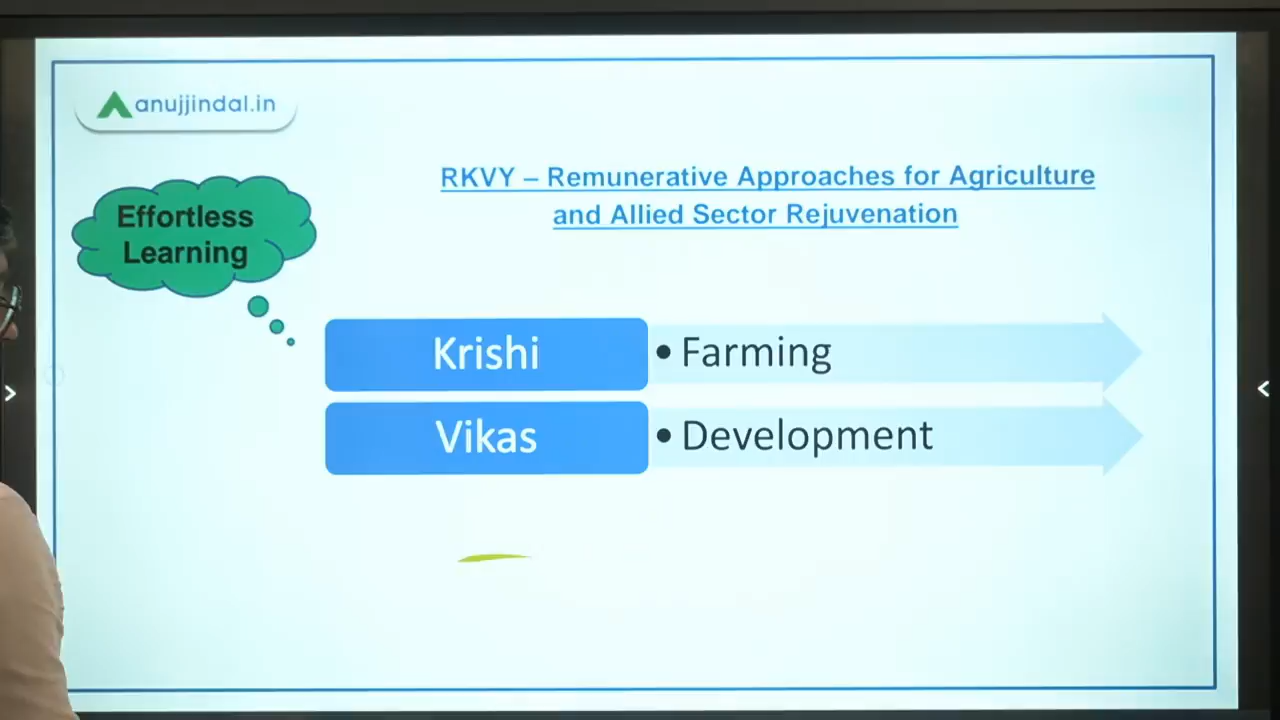 anujjindal.in
Effortless
Learning
RKVY – Remunerative Approaches for Agriculture
and Allied Sector Rejuvenation
Krishi
• Farming
Vikas
• Development